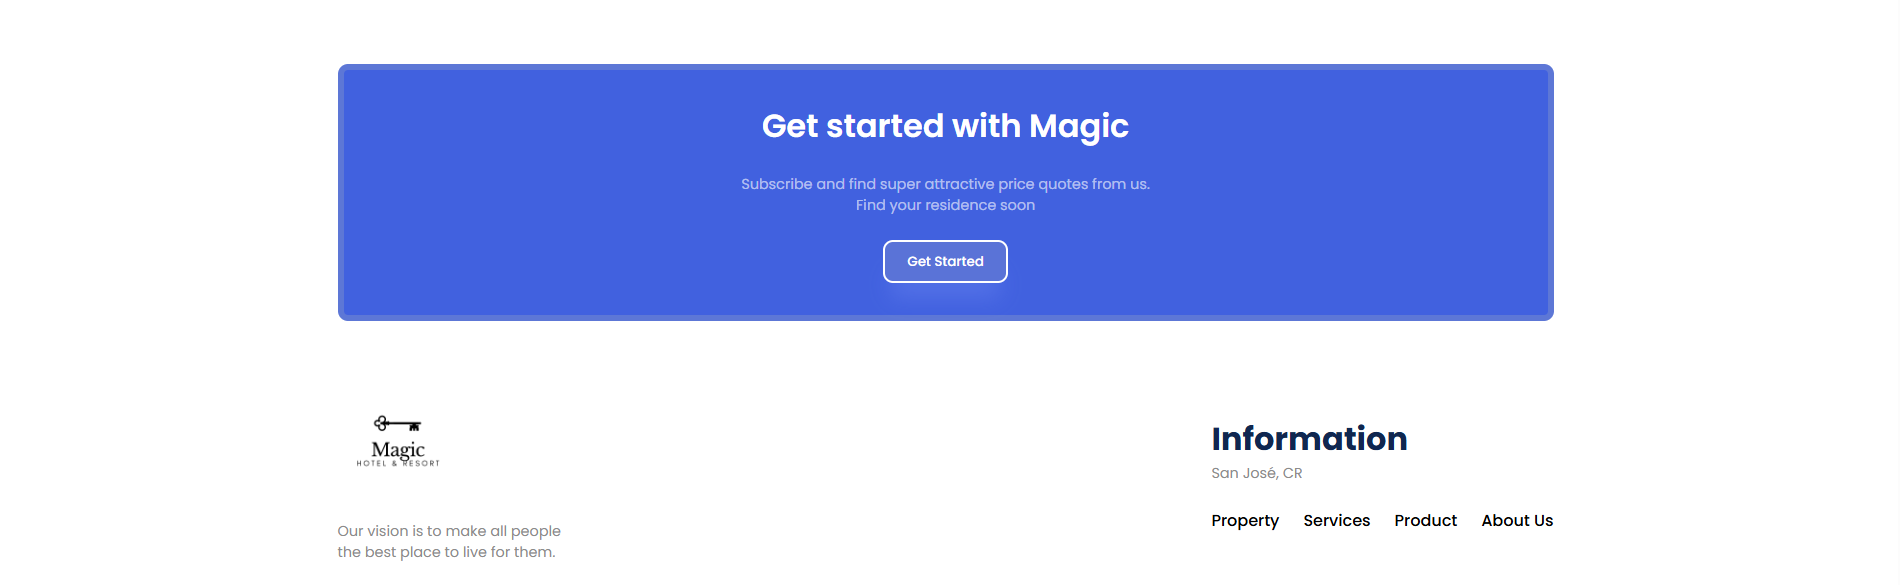 Get started with Magic
Subscribe and find super attractive price quotes from us.
Find your residence soon
Get Started
Magic
HOTEL & RESORT
Our vision is to make all people
the best place to live for them.
Information
San José, CR
Property Services Product About Us